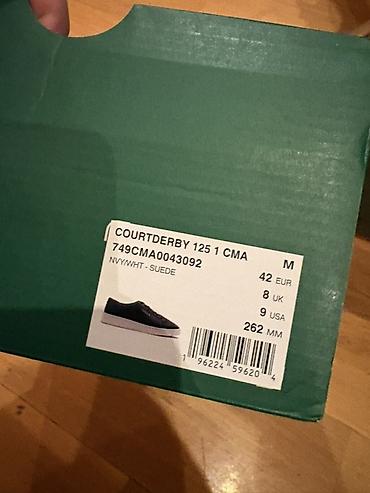 COURTDERBY 125 1 CMA M
749CMA0043092
NVY/WHT - SUEDE
42 EUR
8 UK
9 USA
262 MM
1 96224 59620 4